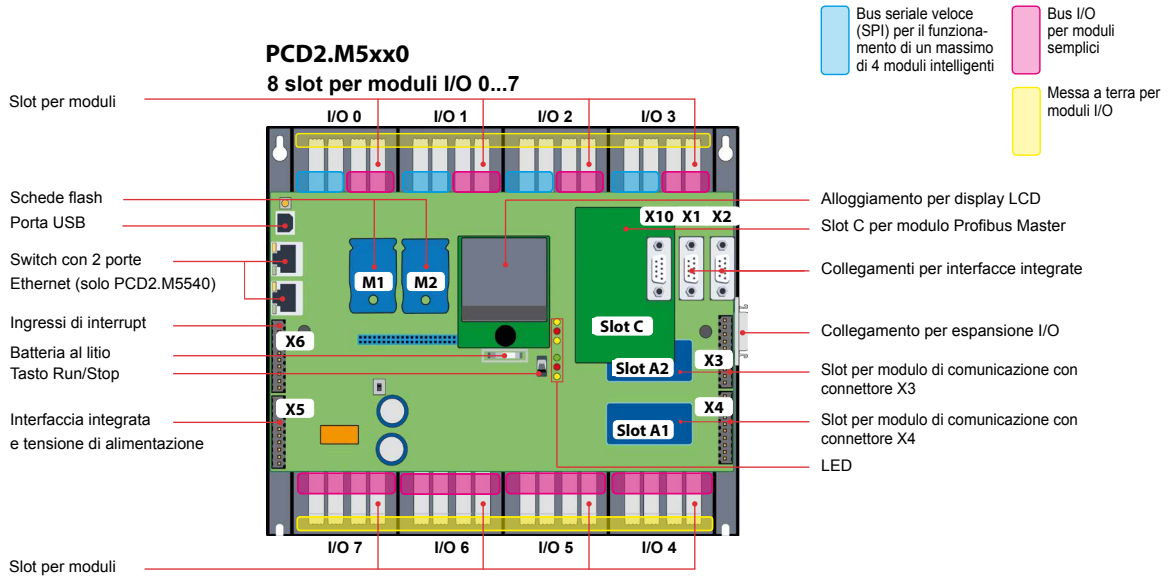 Bus seriale veloce
(SPI) per il funziona-
mento di un massimo
di 4 moduli intelligenti
Bus I/O
per moduli
semplici
Messa a terra per
moduli I/O
PCD2.M5xx0
8 slot per moduli I/O 0...7
Slot per moduli
I/O 0
I/O 1
I/O 2
I/O 3
Schede flash
Porta USB
Switch con 2 porte
Ethernet (solo PCD2.M5540)
Ingressi di interrupt
Batteria al litio
Tasto Run/Stop
Interfaccia integrata
e tensione di alimentazione
M1
M2
X10
X1
X2
Slot C
X6
X3
Slot A2
X5
X4
Slot A1
Alloggiamento per display LCD
Slot C per modulo Profibus Master
Collegamenti per interfacce integrate
Collegamento per espansione I/O
Slot per modulo di comunicazione con
connettore X3
Slot per modulo di comunicazione con
connettore X4
LED
I/O 7
I/O 6
I/O 5
I/O 4
Slot per moduli